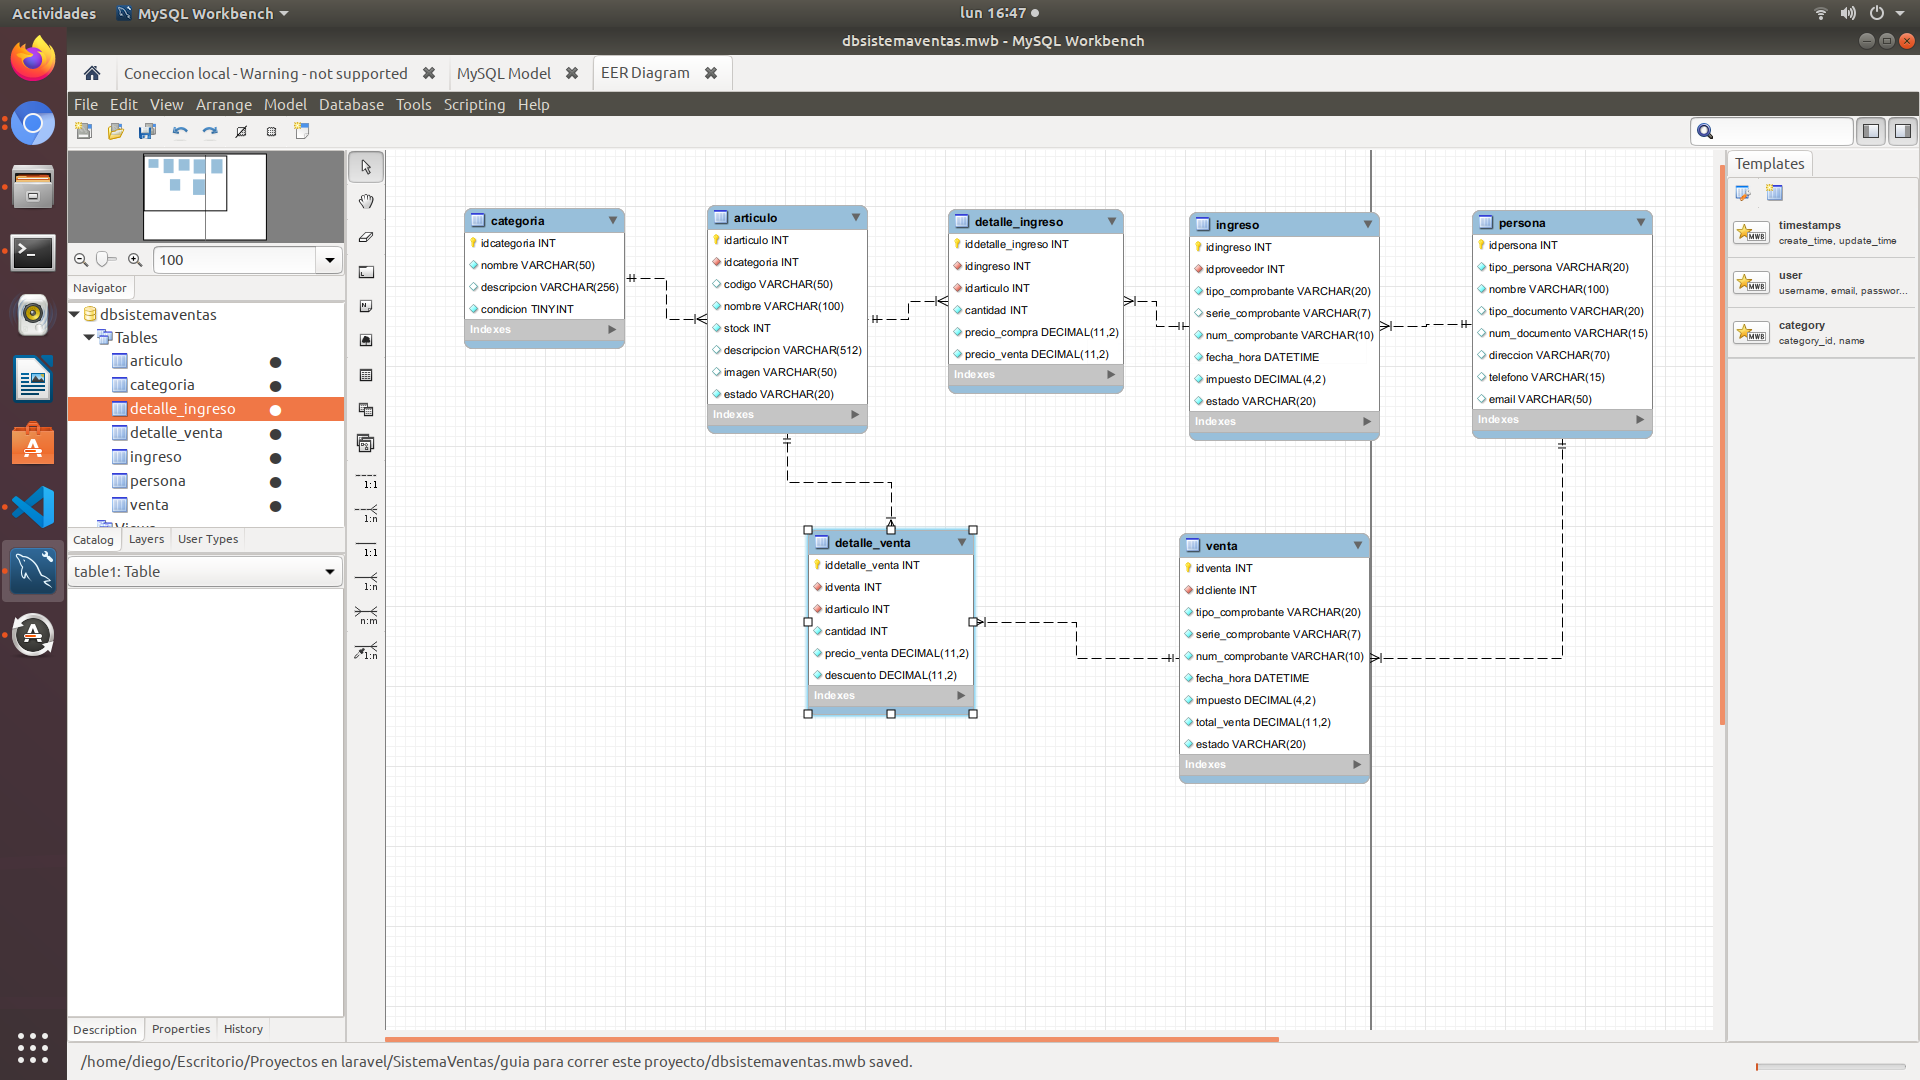 Actividades
MySQL Workbench
lun 16:47
dbsistemaventas.mwb - MySQL Workbench
Coneccion local - Warning - not supported
MySQL Model
EER Diagram
File Edit View Arrange Model Database Tools Scripting Help
100
Navigator
dbsistemaventas
Tables
articulo
categoria
detalle_ingreso
detalle_venta
ingreso
persona
venta
Catalog Layers User Types
table1: Table
Description Properties History
1:1
1:n
1:1
1:n
n:m
1:n
categoria
idcategoria INT
nombre VARCHAR(50)
descripcion VARCHAR(256)
condicion TINYINT
Indexes
articulo
idarticulo INT
idcategoria INT
codigo VARCHAR(50)
nombre VARCHAR(100)
stock INT
descripcion VARCHAR(512)
imagen VARCHAR(50)
estado VARCHAR(20)
Indexes
detalle_ingreso
iddetalle_ingreso INT
idingreso INT
idarticulo INT
cantidad INT
precio_compra DECIMAL(11,2)
precio_venta DECIMAL(11,2)
Indexes
ingreso
idingreso INT
idproveedor INT
tipo_comprobante VARCHAR(20)
serie_comprobante VARCHAR(7)
num_comprobante VARCHAR(10)
fecha_hora DATETIME
impuesto DECIMAL(4,2)
estado VARCHAR(20)
Indexes
persona
idpersona INT
tipo_persona VARCHAR(20)
nombre VARCHAR(100)
tipo_documento VARCHAR(20)
num_documento VARCHAR(15)
direccion VARCHAR(70)
telefono VARCHAR(15)
email VARCHAR(50)
Indexes
detalle_venta
iddetalle_venta INT
idventa INT
idarticulo INT
cantidad INT
precio_venta DECIMAL(11,2)
descuento DECIMAL(11,2)
Indexes
venta
idventa INT
idcliente INT
tipo_comprobante VARCHAR(20)
serie_comprobante VARCHAR(7)
num_comprobante VARCHAR(10)
fecha_hora DATETIME
impuesto DECIMAL(4,2)
total_venta DECIMAL(11,2)
estado VARCHAR(20)
Indexes
Templates
timestamps
create_time, update_time
user
username, email, passwor...
category
category_id, name
/home/diego/Escritorio/Proyectos en laravel/SistemaVentas/guia para correr este proyecto/dbsistemaventas.mwb saved.